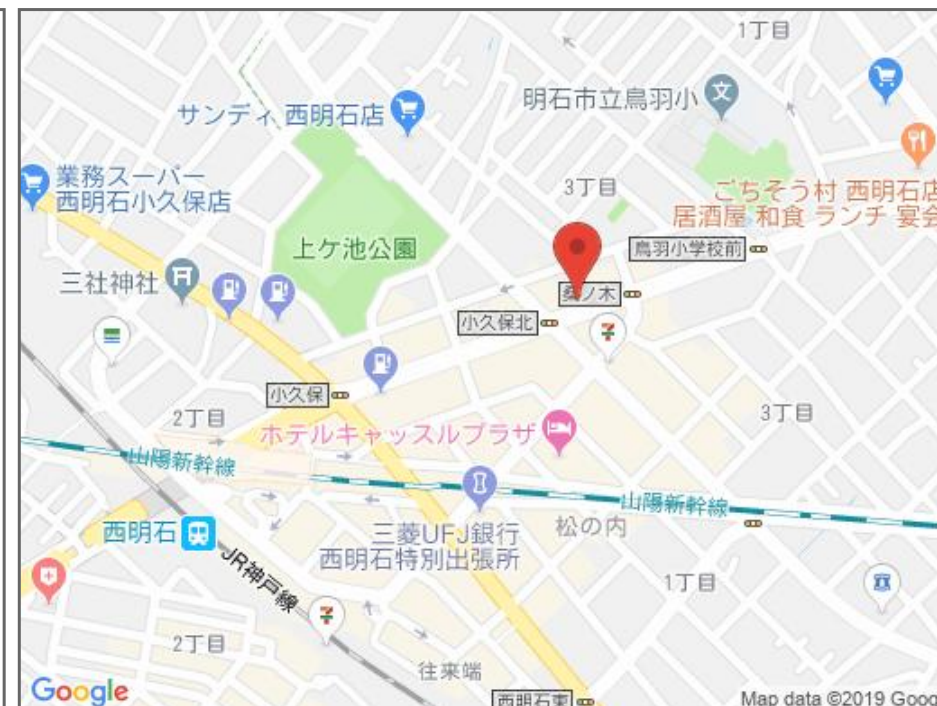 1丁目
サンディ 西明石店
明石市立鳥羽小
業務スーパー
西明石小久保店
3丁目
ごちそう村 西明石店
居酒屋 和食 ランチ 宴会
上ケ池公園
鳥羽小学校前
三社神社
ノ木
小久保北
小久保
2丁目
3丁目
ホテルキャッスルプラザ
山陽新幹線
山陽新幹線
西明石
三菱UFJ銀行
西明石特別出張所
松の内
JR神戸線
1丁目
2丁目
往来端
西明石東
Google
Map data ©2019 Goog